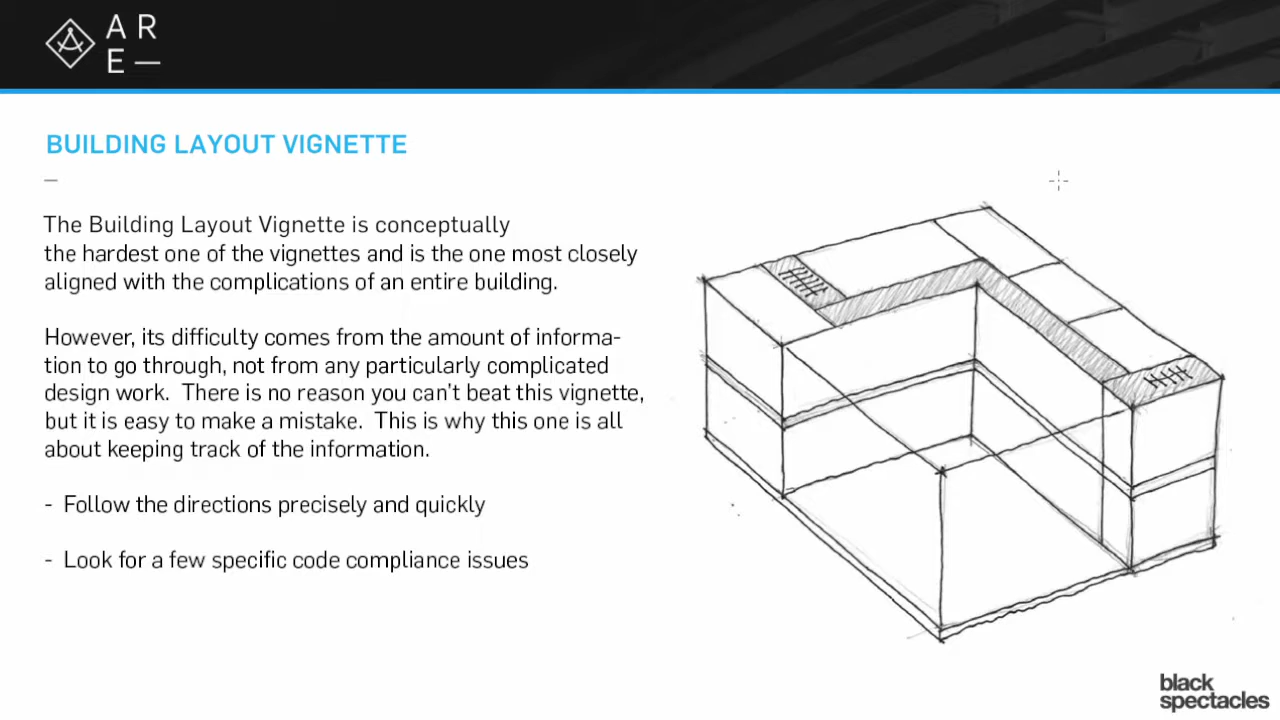 A R
E —
BUILDING LAYOUT VIGNETTE
–
The Building Layout Vignette is conceptually
the hardest one of the vignettes and is the one most closely
aligned with the complications of an entire building.
However, its difficulty comes from the amount of informa-
tion to go through, not from any particularly complicated
design work. There is no reason you can't beat this vignette,
but it is easy to make a mistake. This is why this one is all
about keeping track of the information.
- Follow the directions precisely and quickly
- Look for a few specific code compliance issues
black
spectacles